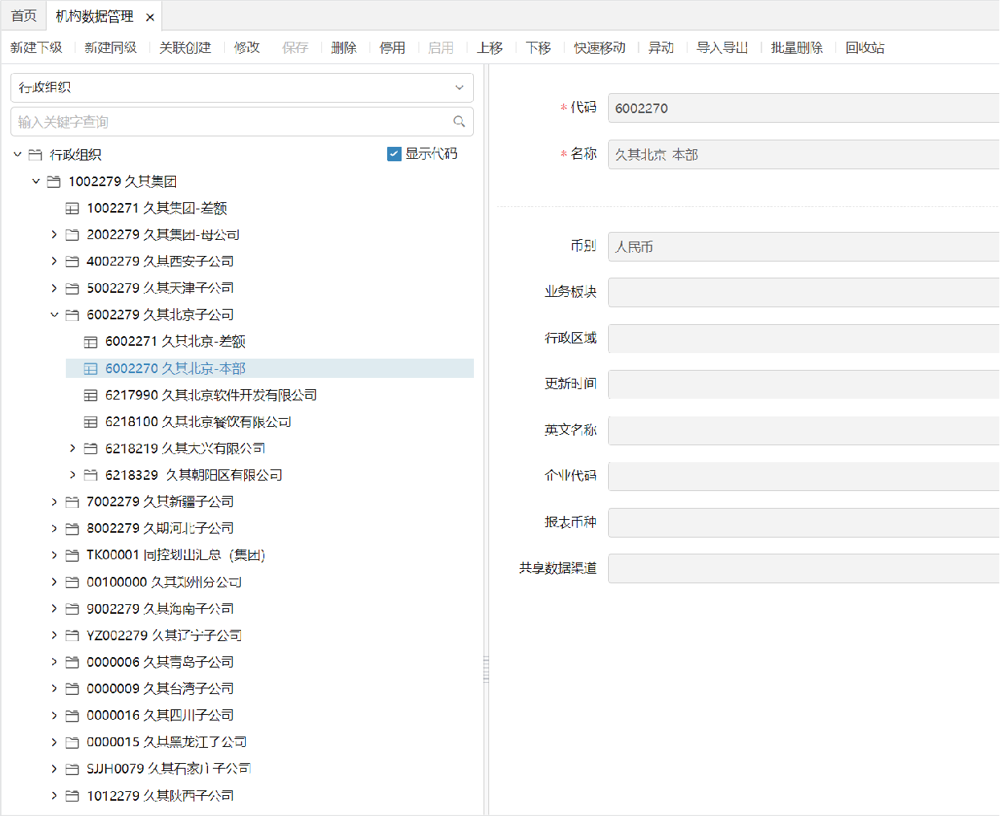 首页 机构数据管理 ×
新建下级 新建同级 关联创建 修改 保存 删除 停用 启用 上移 下移 快速移动 异动 导入导出 批量删除 回收站
行政组织
输入关键字查询
行政组织 显示代码
1002279 久其集团
1002271 久其集团-差额
2002279 久其集团-母公司
4002279 久其西安子公司
5002279 久其天津子公司
6002279 久其北京子公司
6002271 久其北京-差额
6002270 久其北京-本部
6217990 久其北京软件开发有限公司
6218100 久其北京餐饮有限公司
6218219 久其大兴有限公司
6218329 久其朝阳区有限公司
7002279 久其新疆子公司
8002279 久期河北子公司
TK00001 同控划出汇总（集团）
00100000 久其郑州分公司
9002279 久其海南子公司
YZ002279 久其辽宁子公司
0000006 久其青岛子公司
0000009 久其台湾子公司
0000016 久其四川子公司
0000015 久其黑龙江子公司
SJJH0079 久其石家庄子公司
1012279 久其陕西子公司
* 代码 6002270
* 名称 久其北京-本部
币别 人民币
业务板块
行政区域
更新时间
英文名称
企业代码
报表币种
共享数据渠道